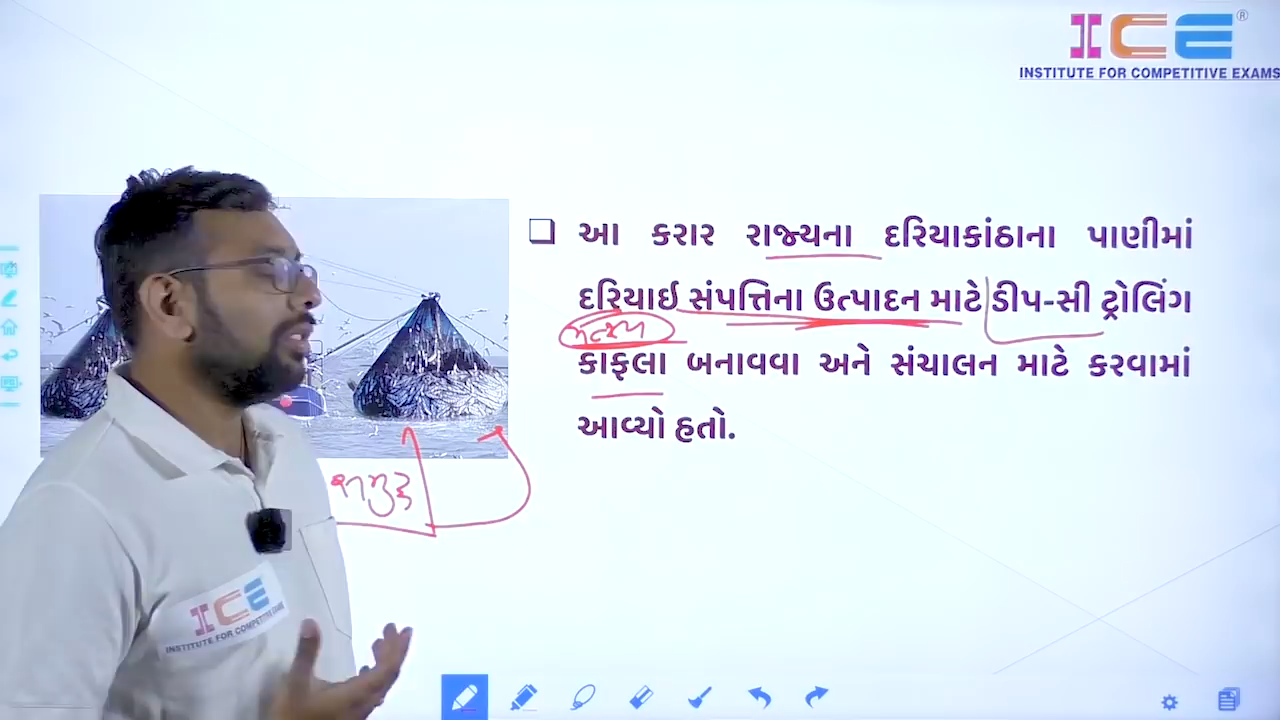 ICE®
INSTITUTE FOR COMPETITIVE EXAMS
આ કરાર રાજ્યના દરિયાકાંઠાના પાણીમાં
દરિયાઇ સંપત્તિના ઉત્પાદન માટે ડીપ-સી ટ્રોલિંગ
મત્સ્ય
કાફલા બનાવવા અને સંચાલન માટે કરવામાં
આવ્યો હતો.
ICE
INSTITUTE FOR COMPETITIVE EXAMS